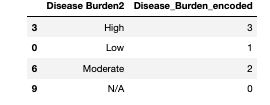 Disease Burden2 Disease_Burden_encoded
3 High 3
0 Low 1
6 Moderate 2
9 N/A 0